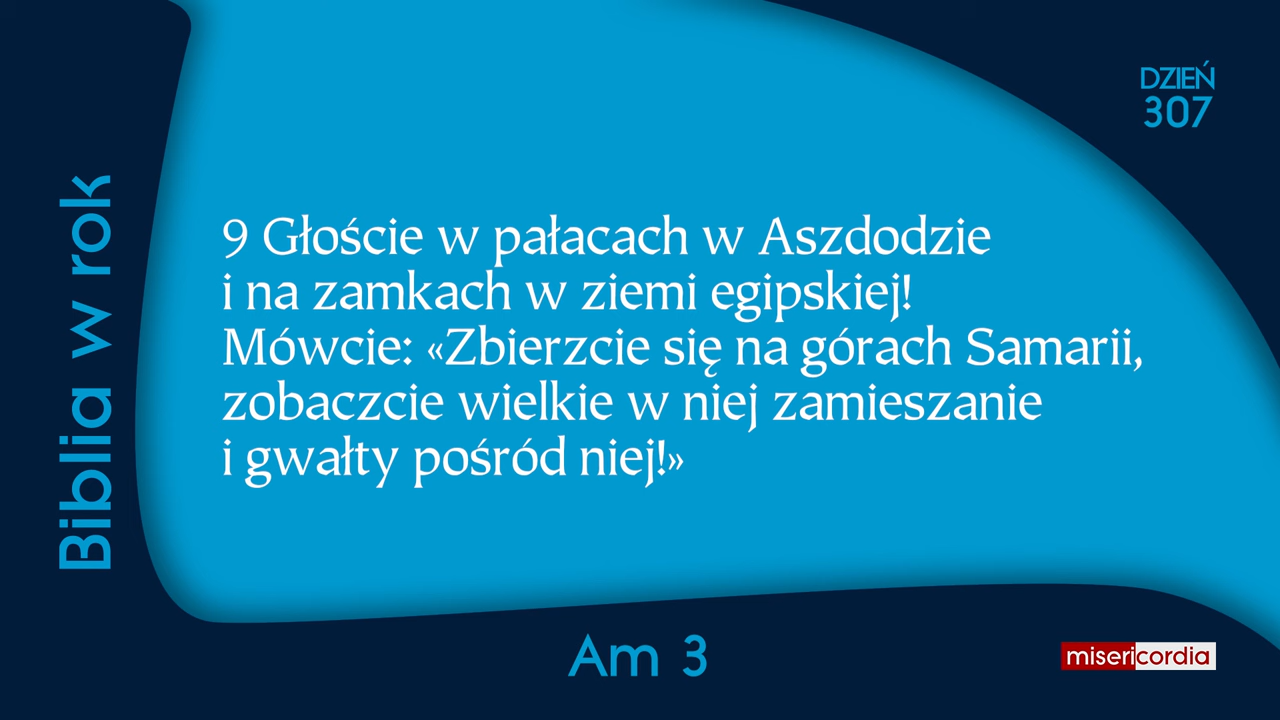 DZIEŃ
307
Biblia w rok
9 Głoście w pałacach w Aszdodzie
i na zamkach w ziemi egipskiej!
Mówcie: «Zbierzcie się na górach Samarii,
zobaczcie wielkie w niej zamieszanie
i gwałty pośród niej!»
Am 3
misericordia